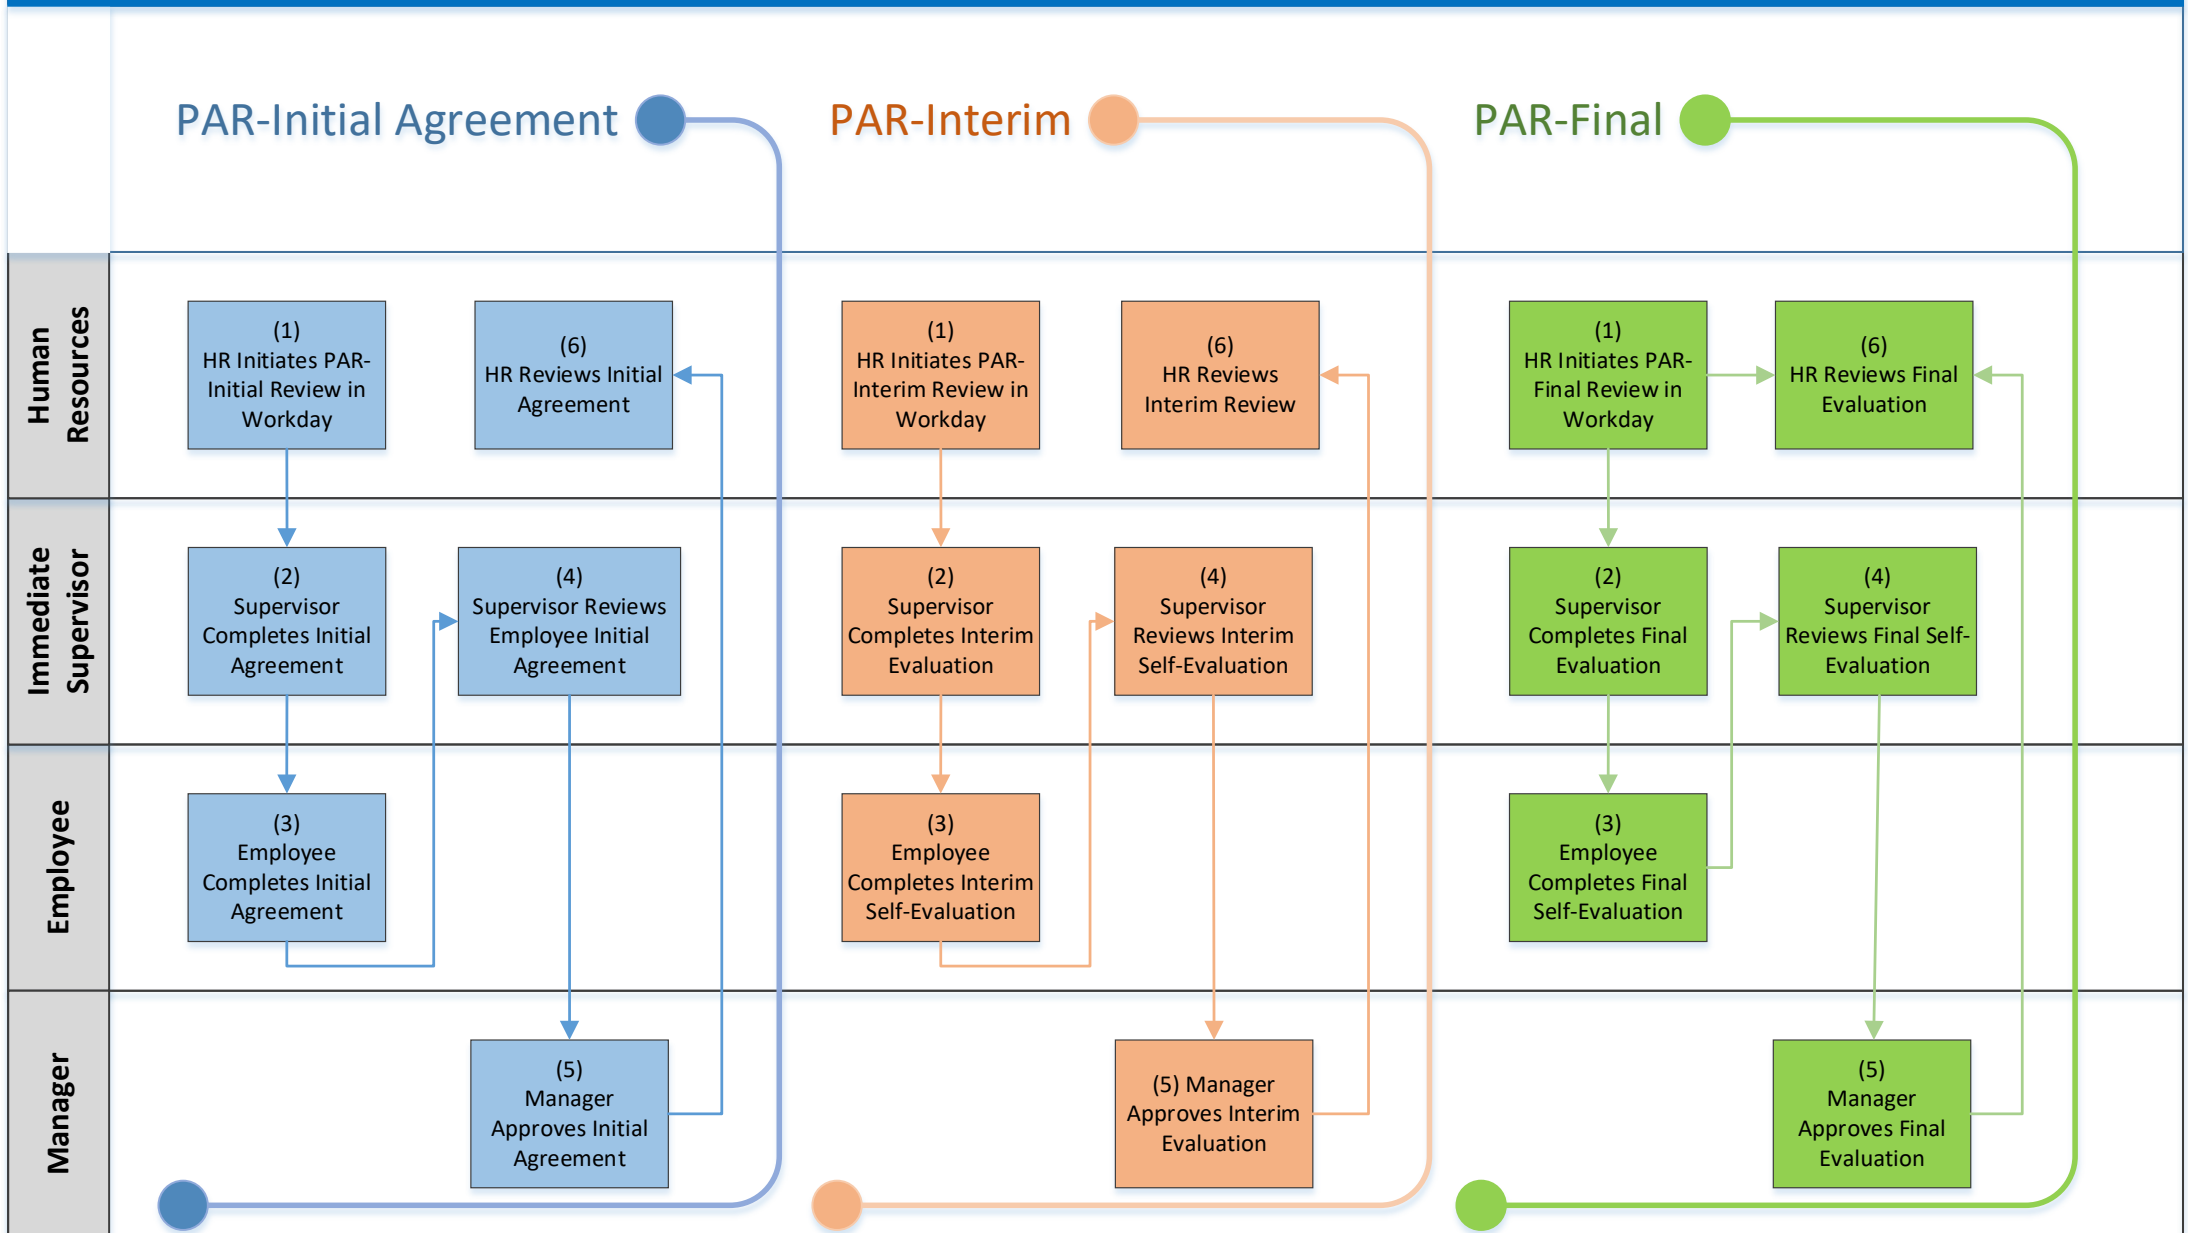 PAR-Initial Agreement
PAR-Interim
PAR-Final
Human
Resources
(1)
HR Initiates PAR-
Initial Review in
Workday
(6)
HR Reviews Initial
Agreement
(1)
HR Initiates PAR-
Interim Review in
Workday
(6)
HR Reviews
Interim Review
(1)
HR Initiates PAR-
Final Review in
Workday
(6)
HR Reviews Final
Evaluation
Immediate
Supervisor
(2)
Supervisor
Completes Initial
Agreement
(4)
Supervisor Reviews
Employee Initial
Agreement
(2)
Supervisor
Completes Interim
Evaluation
(4)
Supervisor
Reviews Interim
Self-Evaluation
(2)
Supervisor
Completes Final
Evaluation
(4)
Supervisor
Reviews Final Self-
Evaluation
Employee
(3)
Employee
Completes Initial
Agreement
(3)
Employee
Completes Interim
Self-Evaluation
(3)
Employee
Completes Final
Self-Evaluation
Manager
(5)
Manager
Approves Initial
Agreement
(5) Manager
Approves Interim
Evaluation
(5)
Manager
Approves Final
Evaluation